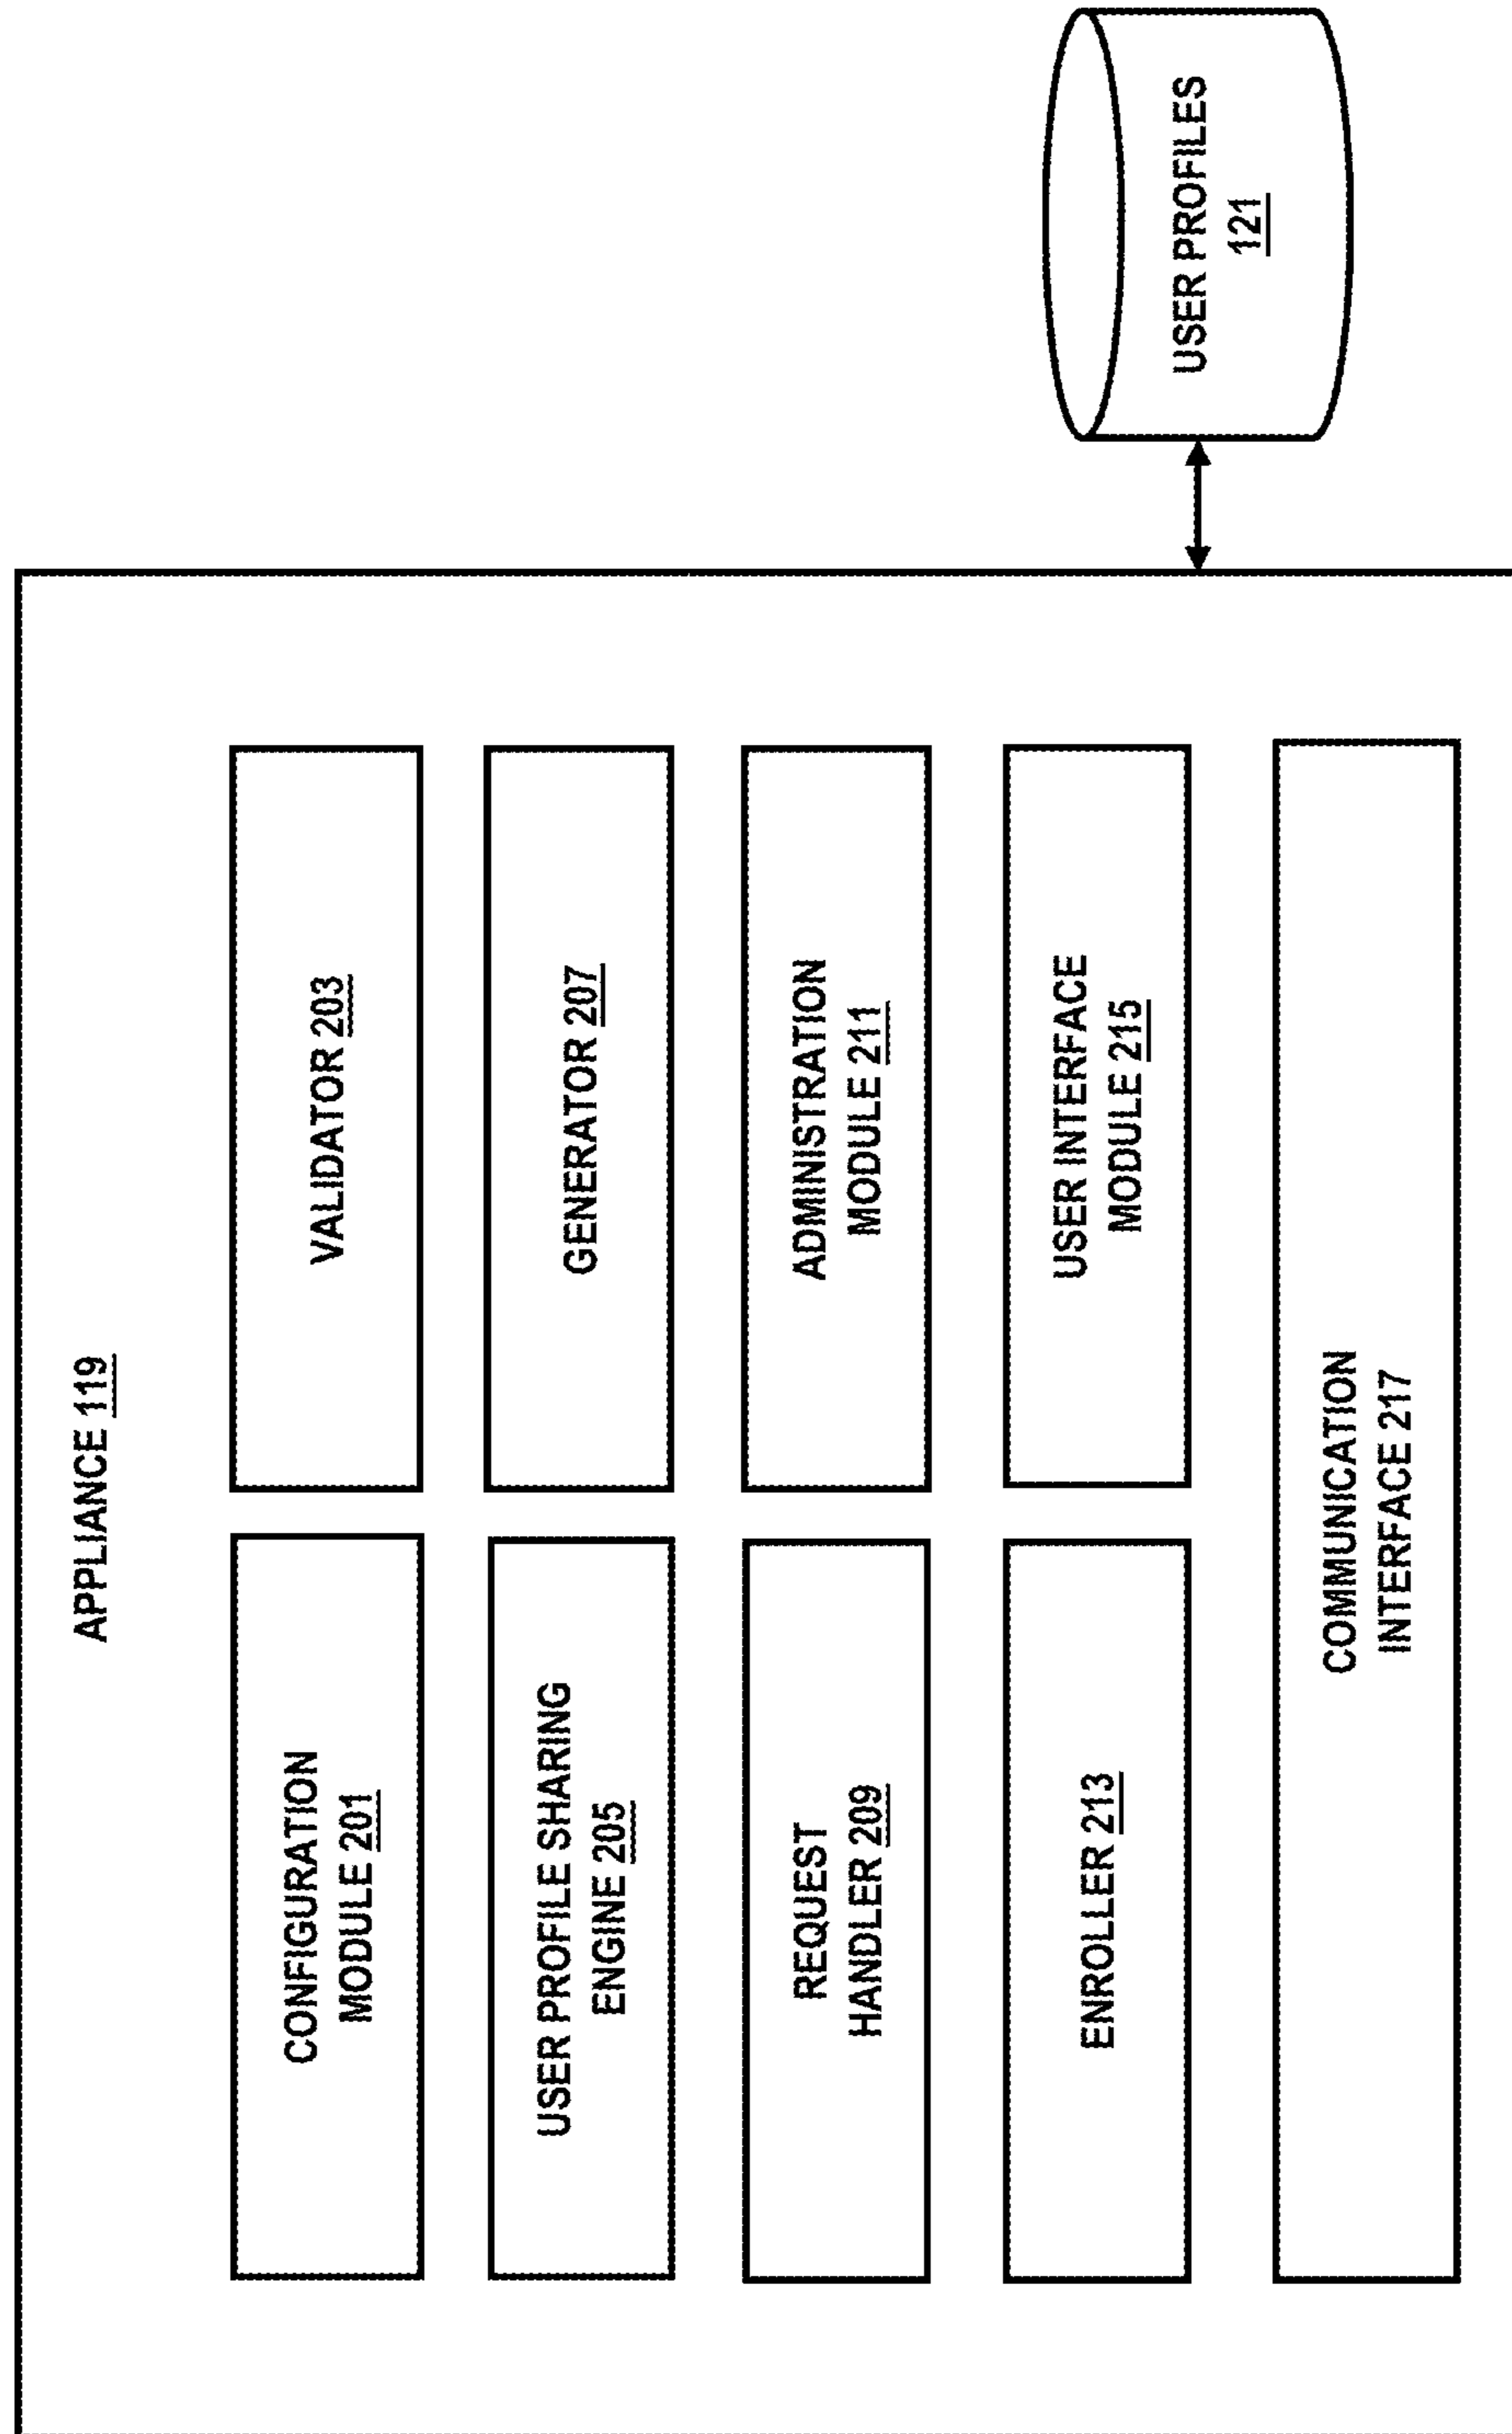 APPLIANCE 119
CONFIGURATION
MODULE 201
VALIDATOR 203
USER PROFILE SHARING
ENGINE 205
GENERATOR 207
REQUEST
HANDLER 209
ADMINISTRATION
MODULE 211
ENROLLER 213
USER INTERFACE
MODULE 215
COMMUNICATION
INTERFACE 217
USER PROFILES
121